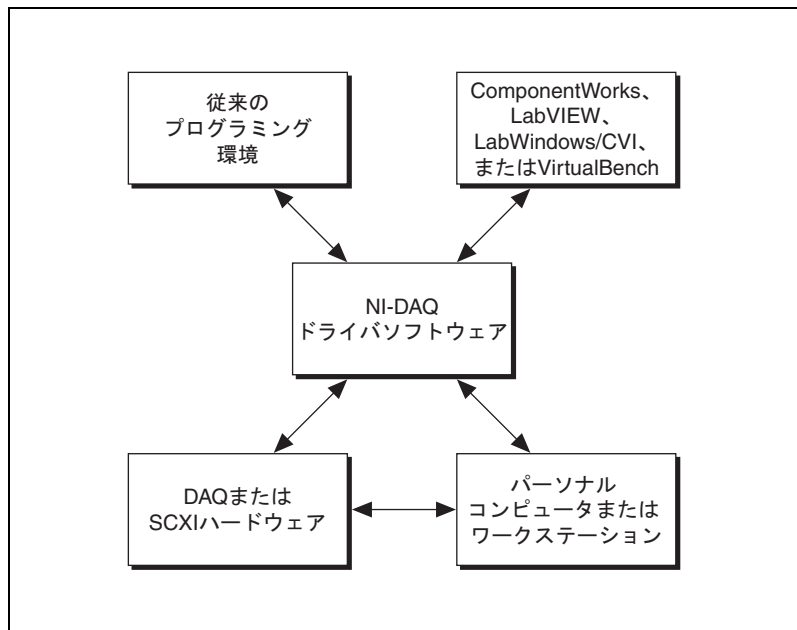 従来の
プログラミング
環境
ComponentWorks、
LabVIEW、
LabWindows/CVI、
またはVirtualBench
NI-DAQ
ドライバソフトウェア
DAQまたは
SCXIハードウェア
パーソナル
コンピュータまたは
ワークステーション